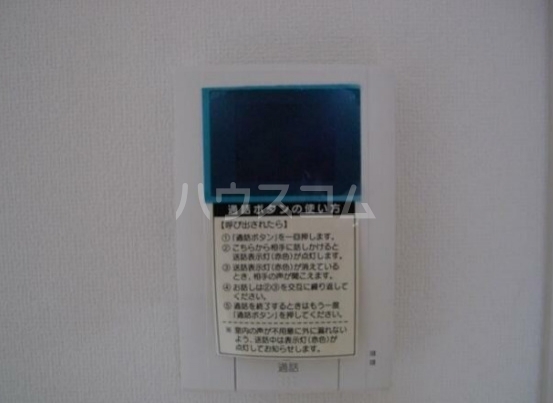 通話ボタンの使い方
【呼び出されたら】
①「通話ボタン」を一回押します。
②こちらから相手に話しかけると
送話表示灯(赤色)が点灯します。
③送話表示灯(赤色)が消えている
とき、相手の声が聞こえます。
④お話しは②③を交互に繰り返して
ください。
⑤通話を終了するときはもう一度
「通話ボタン」を押してください。
※室内の声が不用意に外に漏れない
よう、送話中は表示灯(赤色)が
点灯してお知らせします。
通話
ハウスコム